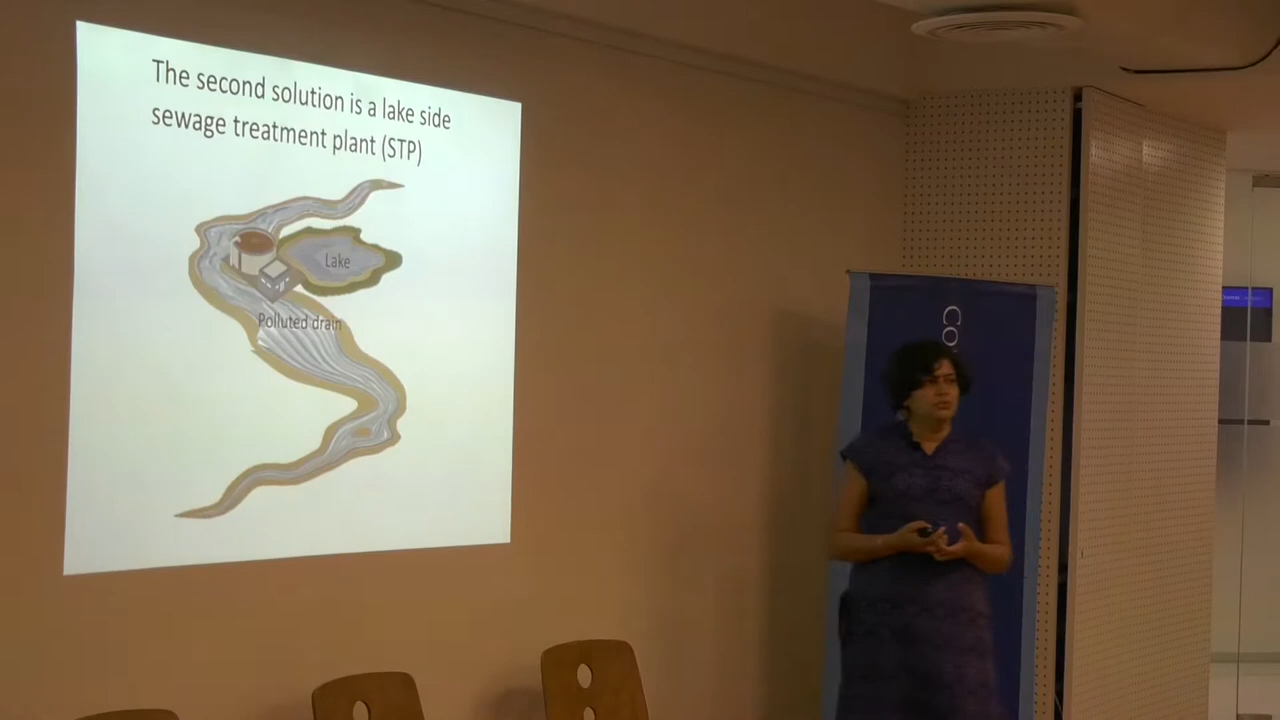 The second solution is a lake side
sewage treatment plant (STP)
Lake
Polluted drain